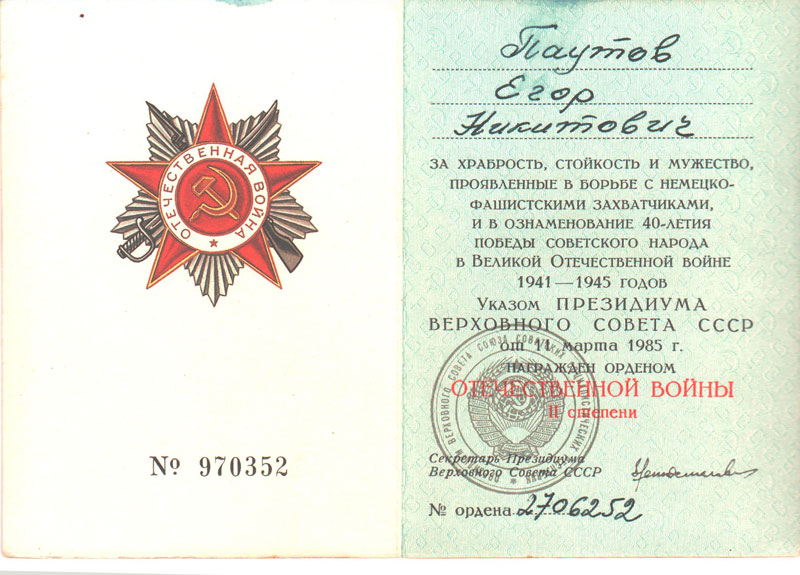 ОТЕЧЕСТВЕННАЯ ВОЙНА
№ 970352
Паутов
Егор
Никитович
ЗА ХРАБРОСТЬ, СТОЙКОСТЬ И МУЖЕСТВО,
ПРОЯВЛЕННЫЕ В БОРЬБЕ С НЕМЕЦКО-
ФАШИСТСКИМИ ЗАХВАТЧИКАМИ,
И В ОЗНАМЕНОВАНИЕ 40-ЛЕТИЯ
ПОБЕДЫ СОВЕТСКОГО НАРОДА
В ВЕЛИКОЙ ОТЕЧЕСТВЕННОЙ ВОЙНЕ
1941—1945 ГОДОВ
УКАЗОМ ПРЕЗИДИУМА
ВЕРХОВНОГО СОВЕТА СССР
от 11 марта 1985 г.
НАГРАЖДЕН ОРДЕНОМ
ОТЕЧЕСТВЕННОЙ ВОЙНЫ
II степени
Секретарь Президиума
Верховного Совета СССР
№ ордена 2706252